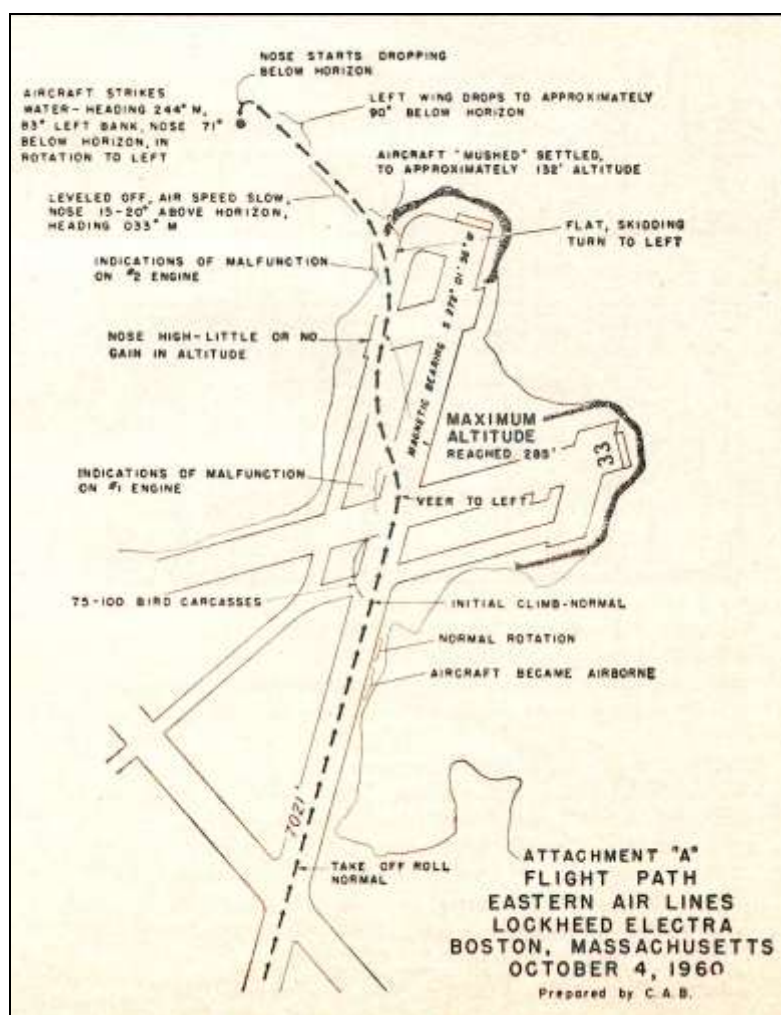 NOSE STARTS DROPPING
BELOW HORIZON
AIRCRAFT STRIKES
WATER- HEADING 244° M,
83° LEFT BANK, NOSE 71°
BELOW HORIZON, IN
ROTATION TO LEFT
LEFT WING DROPS TO APPROXIMATELY
90° BELOW HORIZON
AIRCRAFT "MUSHED" SETTLED,
TO APPROXIMATELY 132' ALTITUDE
LEVELED OFF, AIR SPEED SLOW,
NOSE 15-20° ABOVE HORIZON,
HEADING 033° M
FLAT, SKIDDING
TURN TO LEFT
INDICATIONS OF MALFUNCTION
ON #2 ENGINE
NOSE HIGH-LITTLE OR NO
GAIN IN ALTITUDE
MAGNETIC BEARING
MAXIMUM
ALTITUDE
REACHED 285'
33
INDICATIONS OF MALFUNCTION
ON #1 ENGINE
VEER TO LEFT
75-100 BIRD CARCASSES
INITIAL CLIMB-NORMAL
NORMAL ROTATION
AIRCRAFT BECAME AIRBORNE
7021'
TAKE OFF ROLL
NORMAL
ATTACHMENT "A"
FLIGHT PATH
EASTERN AIR LINES
LOCKHEED ELECTRA
BOSTON, MASSACHUSETTS
OCTOBER 4, 1960
Prepared by C.A.B.